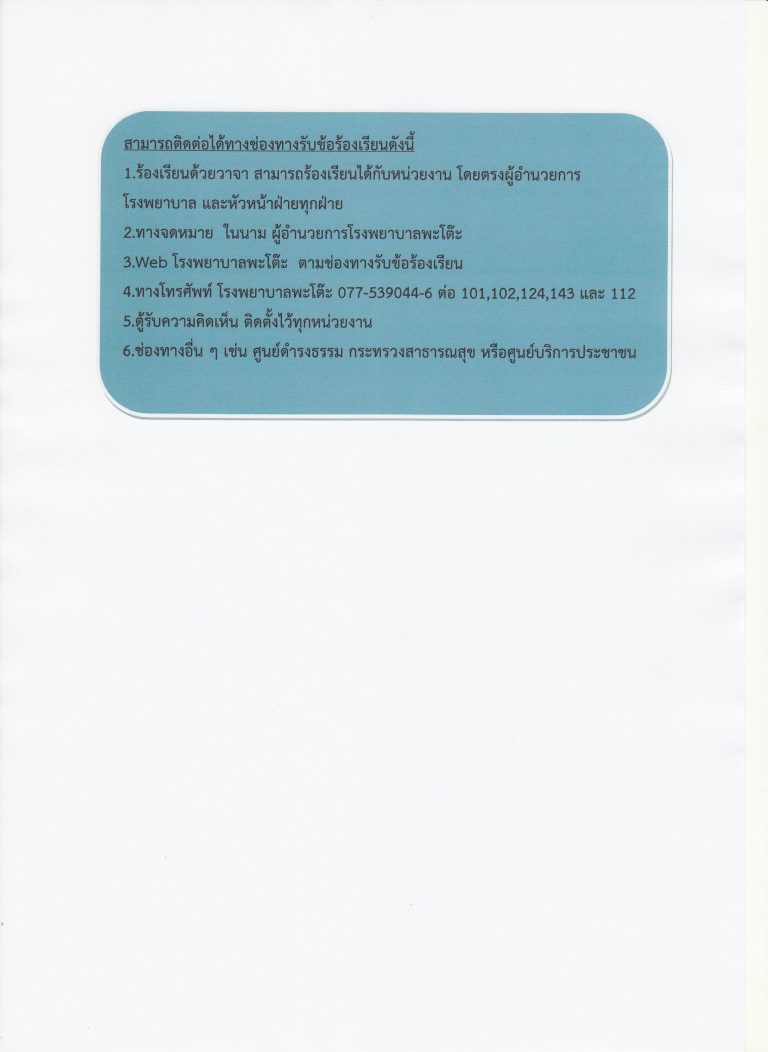 สามารถติดต่อได้ทางช่องทางรับข้อร้องเรียนดังนี้
1.ร้องเรียนด้วยวาจา สามารถร้องเรียนได้กับหน่วยงาน โดยตรงผู้อำนวยการ
โรงพยาบาล และหัวหน้าฝ่ายทุกฝ่าย
2.ทางจดหมาย ในนาม ผู้อำนวยการโรงพยาบาลพะโต๊ะ
3.Web โรงพยาบาลพะโต๊ะ ตามช่องทางรับข้อร้องเรียน
4.ทางโทรศัพท์ โรงพยาบาลพะโต๊ะ 077-539044-6 ต่อ 101,102,124,143 และ 112
5.ตู้รับความคิดเห็น ติดตั้งไว้ทุกหน่วยงาน
6.ช่องทางอื่น ๆ เช่น ศูนย์ดำรงธรรม กระทรวงสาธารณสุข หรือศูนย์บริการประชาชน